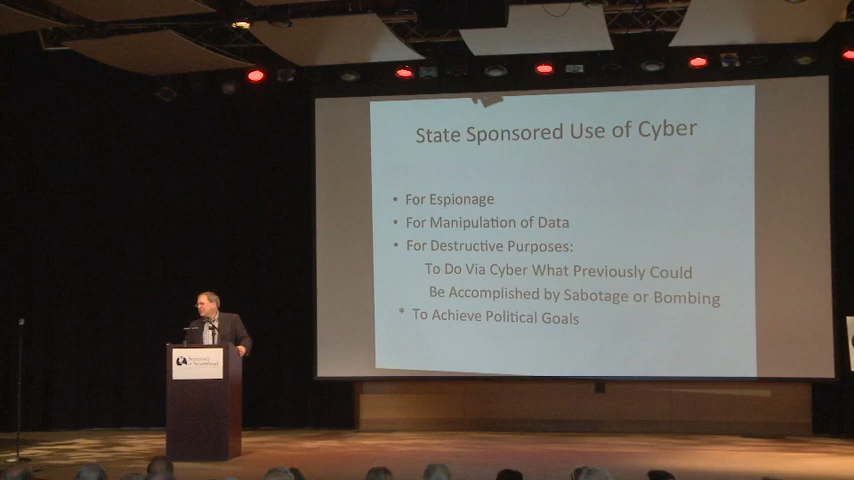 State Sponsored Use of Cyber
• For Espionage
• For Manipulation of Data
• For Destructive Purposes:
To Do Via Cyber What Previously Could
Be Accomplished by Sabotage or Bombing
* To Achieve Political Goals